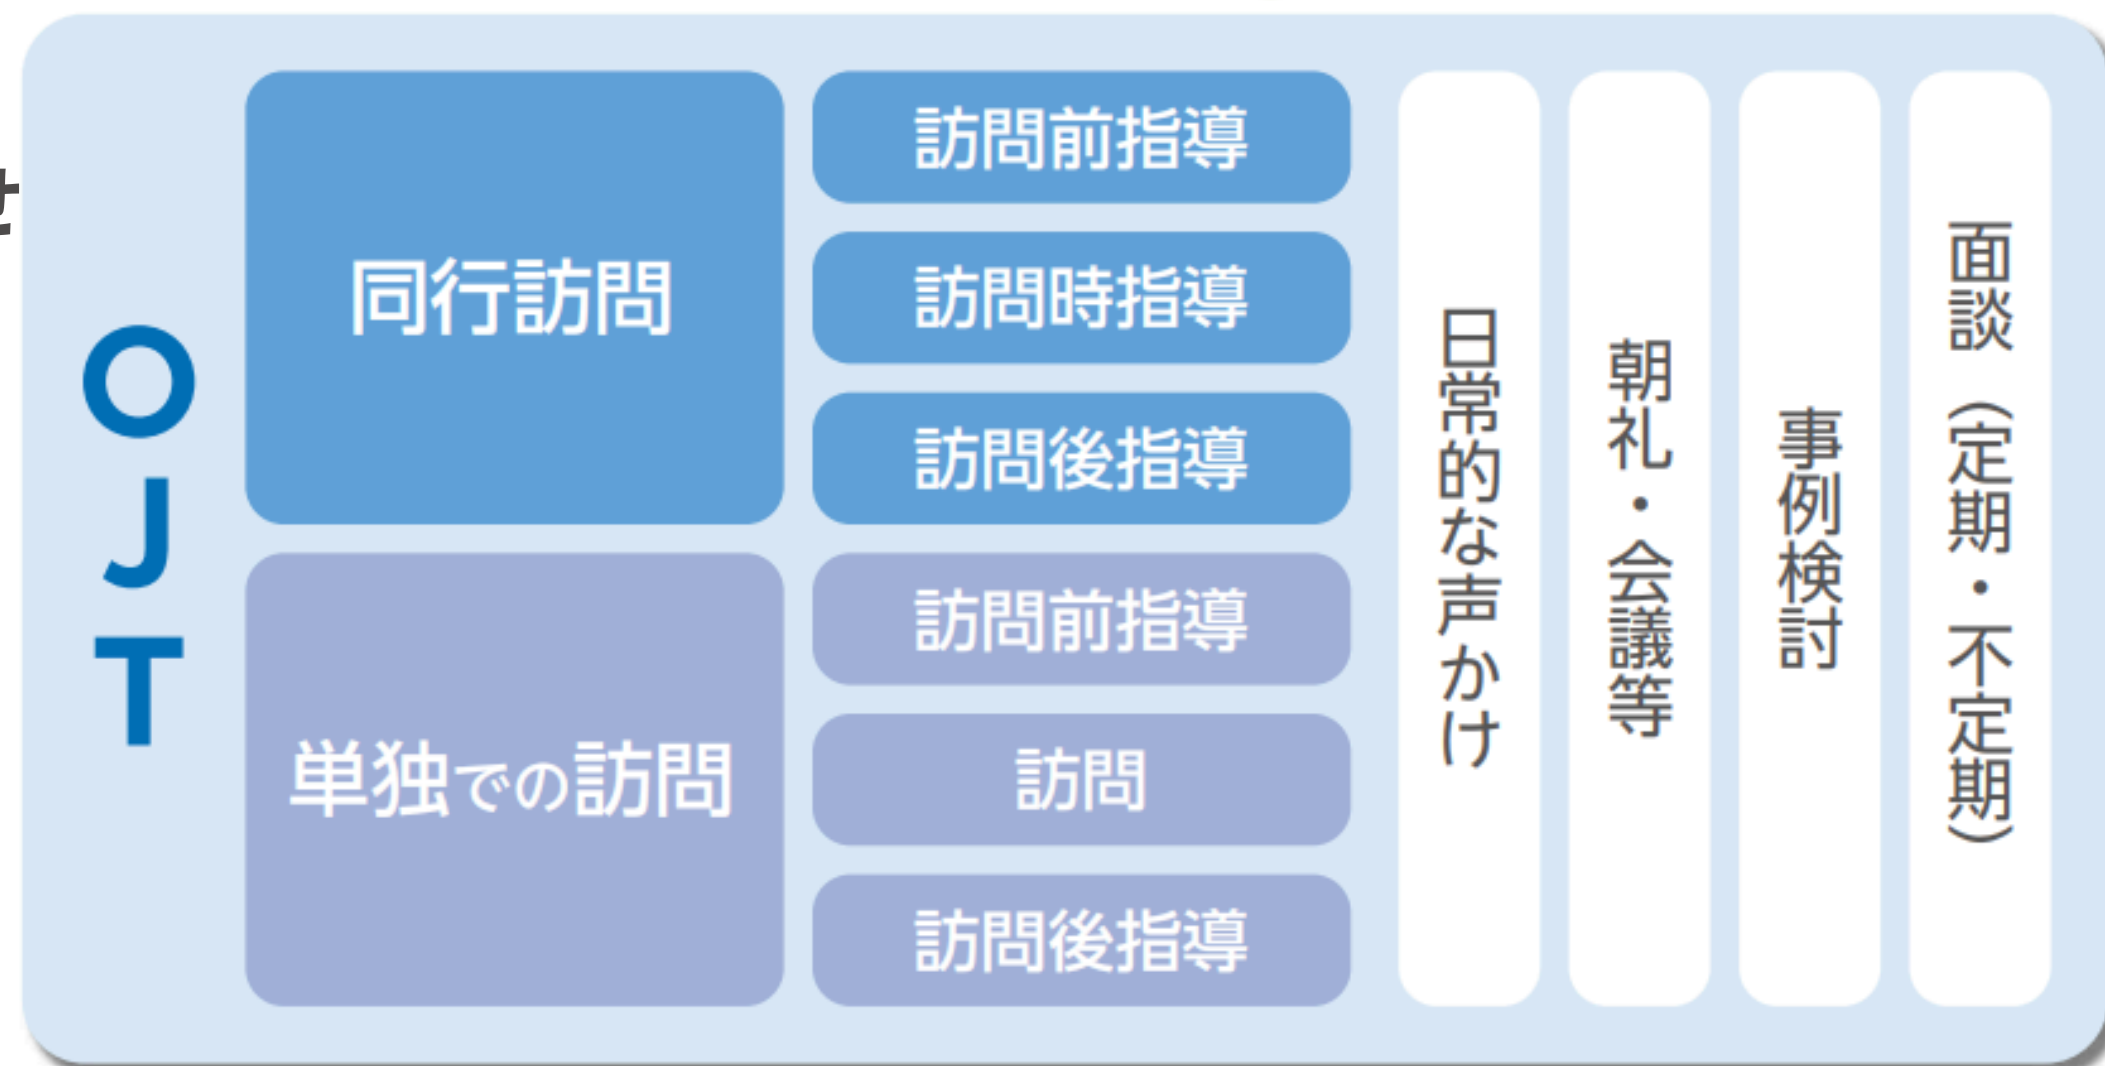 せ
OJT
同行訪問
訪問前指導
訪問時指導
訪問後指導
単独での訪問
訪問前指導
訪問
訪問後指導
日常的な声かけ
朝礼・会議等
事例検討
面談（定期・不定期）